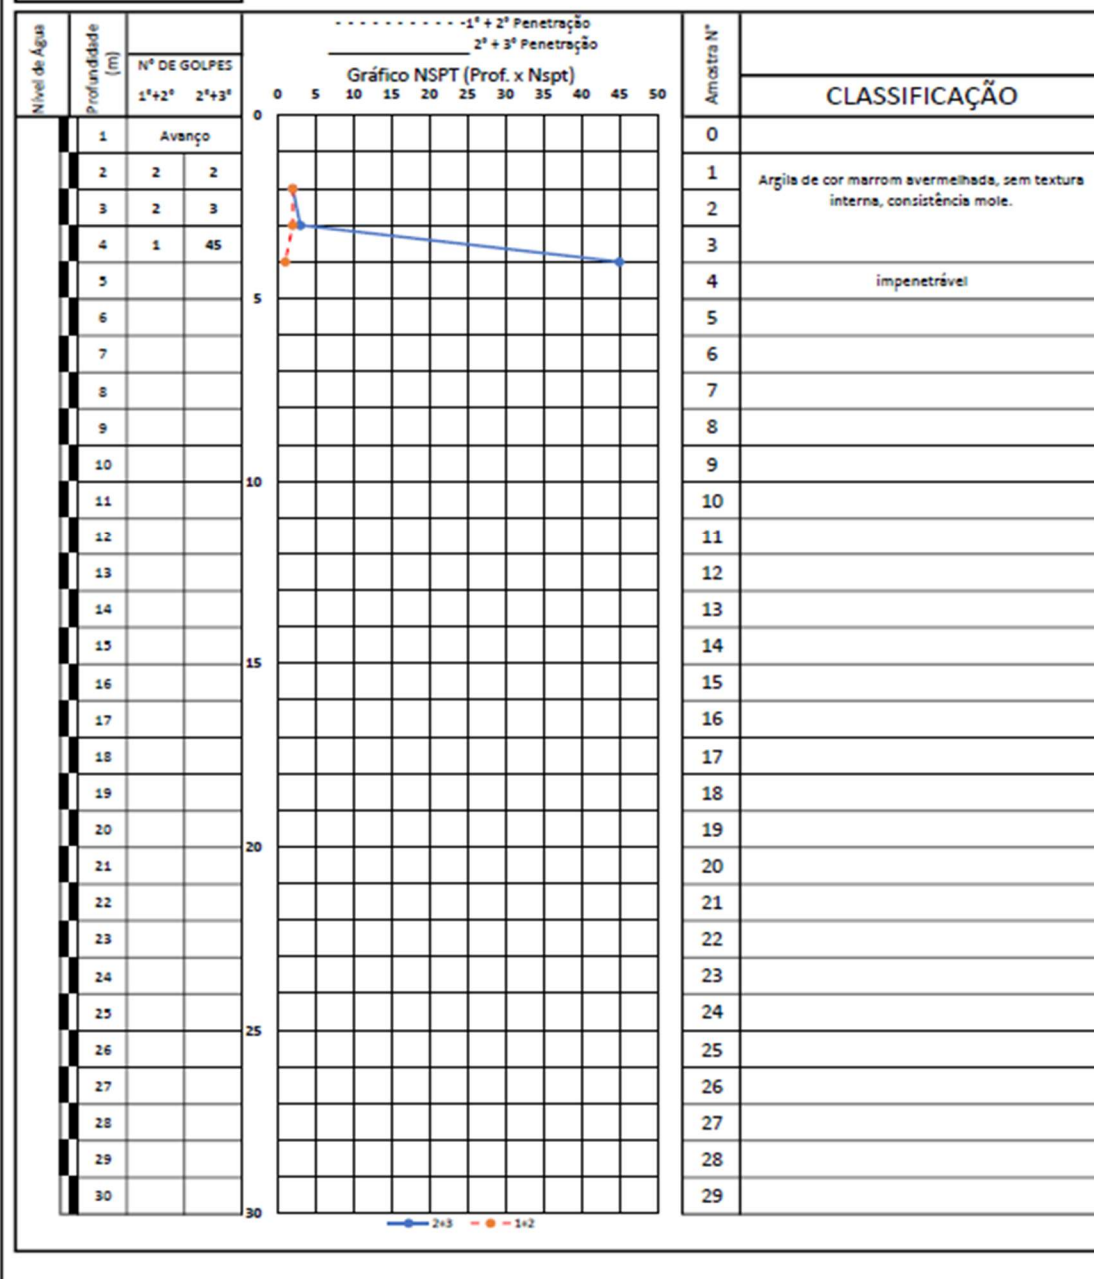 Nível de Água
Profundidade (m)
Nº DE GOLPES
1º+2º 2º+3º
- - - - - - - - - - -1º + 2º Penetração
2º + 3º Penetração
Gráfico NSPT (Prof. x Nspt)
0 5 10 15 20 25 30 35 40 45 50
Amostra Nº
CLASSIFICAÇÃO
0
1 Avanço 0
2 2 2 1
Argila de cor marrom avermelhada, sem textura
interna, consistência mole.
3 2 3 2
4 1 45 3
5 4 impenetrável
5
6 5
7 6
8 7
9 8
10 9
10
11 10
12 11
13 12
14 13
15 14
15
16 15
17 16
18 17
19 18
20 19
20
21 20
22 21
23 22
24 23
25 24
25
26 25
27 26
28 27
29 28
30 29
30
2+3 1+2